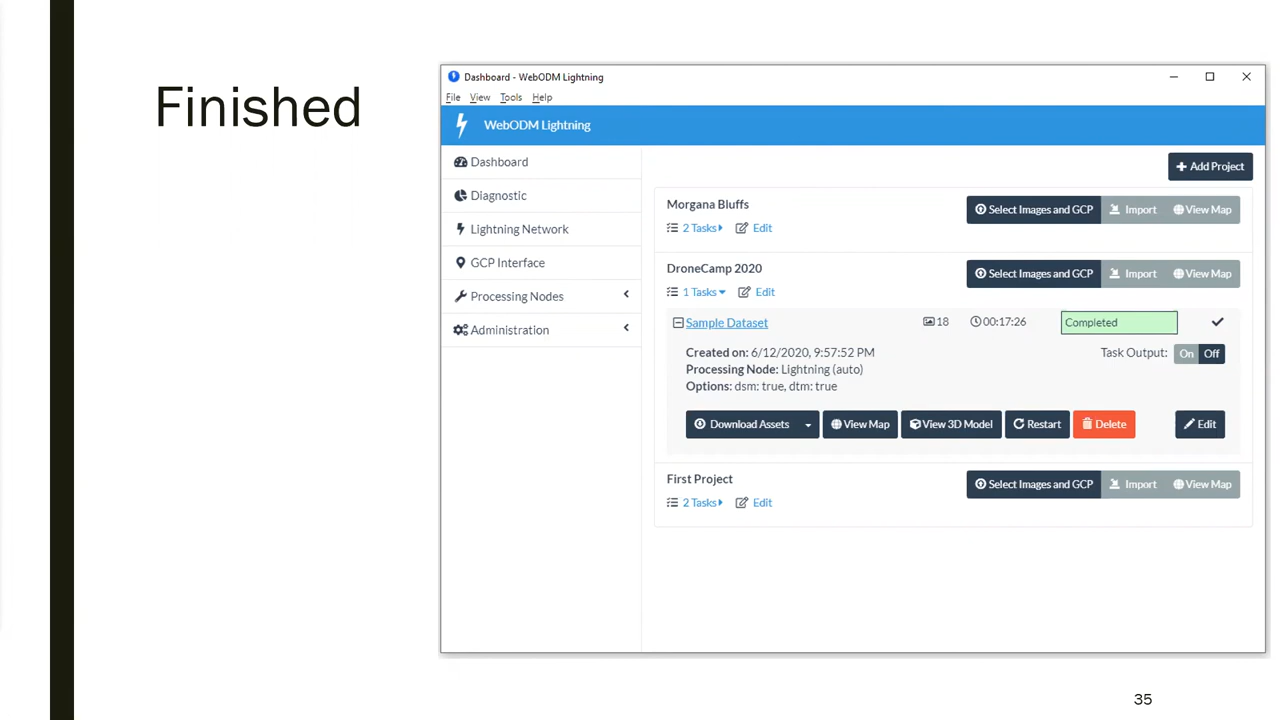 Finished
Dashboard - WebODM Lightning
File View Tools Help
WebODM Lightning
Dashboard
Diagnostic
Lightning Network
GCP Interface
Processing Nodes
Administration
Add Project
Morgana Bluffs
Select Images and GCP Import View Map
2 Tasks Edit
DroneCamp 2020
Select Images and GCP Import View Map
1 Tasks Edit
Sample Dataset 18 00:17:26 Completed
Created on: 6/12/2020, 9:57:52 PM
Task Output: On Off
Processing Node: Lightning (auto)
Options: dsm: true, dtm: true
Download Assets View Map View 3D Model Restart Delete Edit
First Project
Select Images and GCP Import View Map
2 Tasks Edit
35